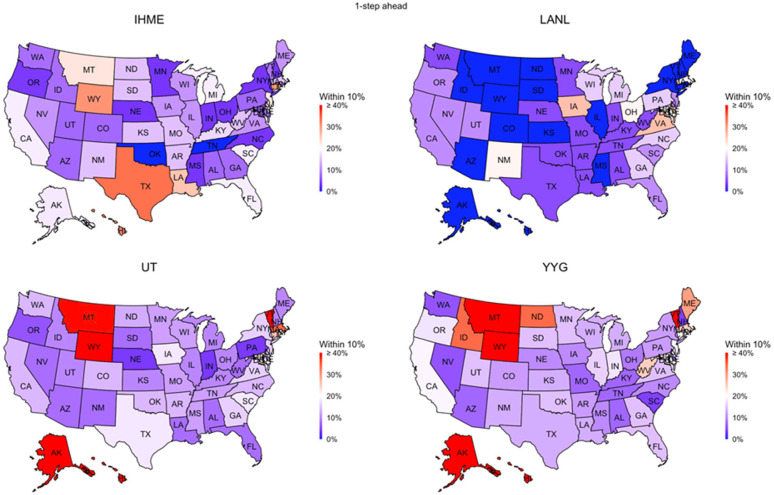 1-step ahead
IHME
WA
MT
ND
MN
ME
OR
ID
SD
WI
NY
WY
MI
IA
NE
PA
NV
IL
IN
OH
UT
CO
WV
VA
CA
KS
MO
KY
NC
TN
AZ
NM
OK
AR
SC
MS
AL
GA
TX
LA
AK
FL
Within 10%
≥ 40%
30%
20%
10%
0%
LANL
WA
MT
ND
MN
ME
OR
ID
SD
WI
NY
WY
MI
IA
NE
PA
NV
IL
IN
OH
UT
CO
WV
VA
CA
KS
MO
KY
NC
TN
AZ
NM
OK
AR
SC
MS
AL
GA
TX
LA
AK
FL
Within 10%
≥ 40%
30%
20%
10%
0%
UT
WA
MT
ND
MN
ME
OR
ID
SD
WI
NY
WY
MI
IA
NE
PA
NV
IL
IN
OH
UT
CO
WV
VA
CA
KS
MO
KY
NC
TN
AZ
NM
OK
AR
SC
MS
AL
GA
TX
LA
AK
FL
Within 10%
≥ 40%
30%
20%
10%
0%
YYG
WA
MT
ND
MN
ME
OR
ID
SD
WI
NY
WY
MI
IA
NE
PA
NV
IL
IN
OH
UT
CO
WV
VA
CA
KS
MO
KY
NC
TN
AZ
NM
OK
AR
SC
MS
AL
GA
TX
LA
AK
FL
Within 10%
≥ 40%
30%
20%
10%
0%